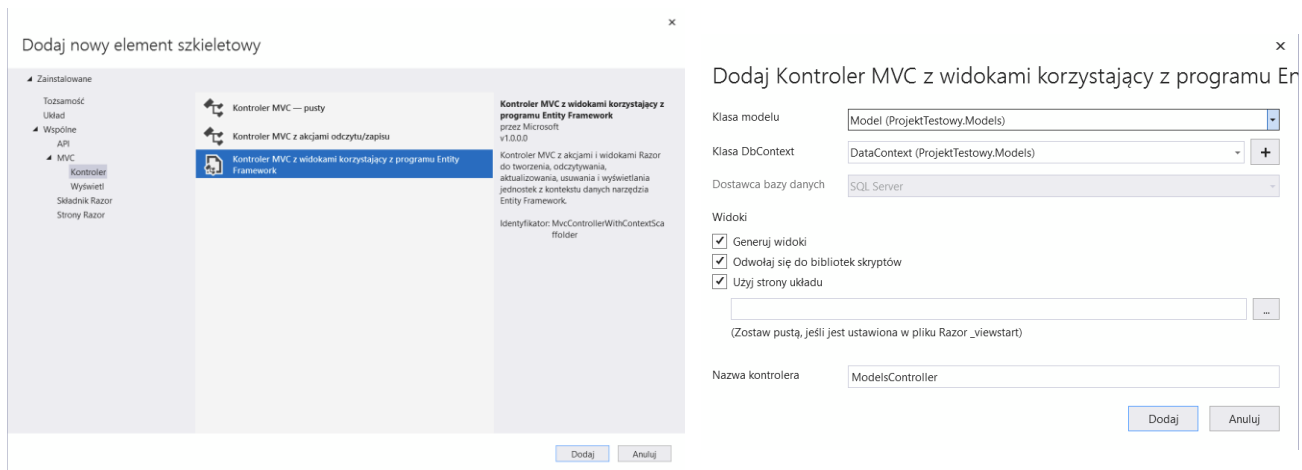 Dodaj nowy element szkieletowy
Zainstalowane
Tożsamość
Układ
Wspólne
API
MVC
Kontroler
Wyświetl
Składnik Razor
Strony Razor
Kontroler MVC — pusty
Kontroler MVC z akcjami odczytu/zapisu
Kontroler MVC z widokami korzystający z programu Entity
Framework
Kontroler MVC z widokami korzystający z
programu Entity Framework
przez Microsoft
v1.0.0.0
Kontroler MVC z akcjami i widokami Razor
do tworzenia, odczytywania,
aktualizowania, usuwania i wyświetlania
jednostek z kontekstu danych narzędzia
Entity Framework.
Identyfikator: MvcControllerWithContextSca
ffolder
Dodaj Anuluj
Dodaj Kontroler MVC z widokami korzystający z programu En
Klasa modelu Model (ProjektTestowy.Models)
Klasa DbContext DataContext (ProjektTestowy.Models) +
Dostawca bazy danych SQL Server
Widoki
Generuj widoki
Odwołaj się do bibliotek skryptów
Użyj strony układu
...
(Zostaw pustą, jeśli jest ustawiona w pliku Razor _viewstart)
Nazwa kontrolera ModelsController
Dodaj Anuluj